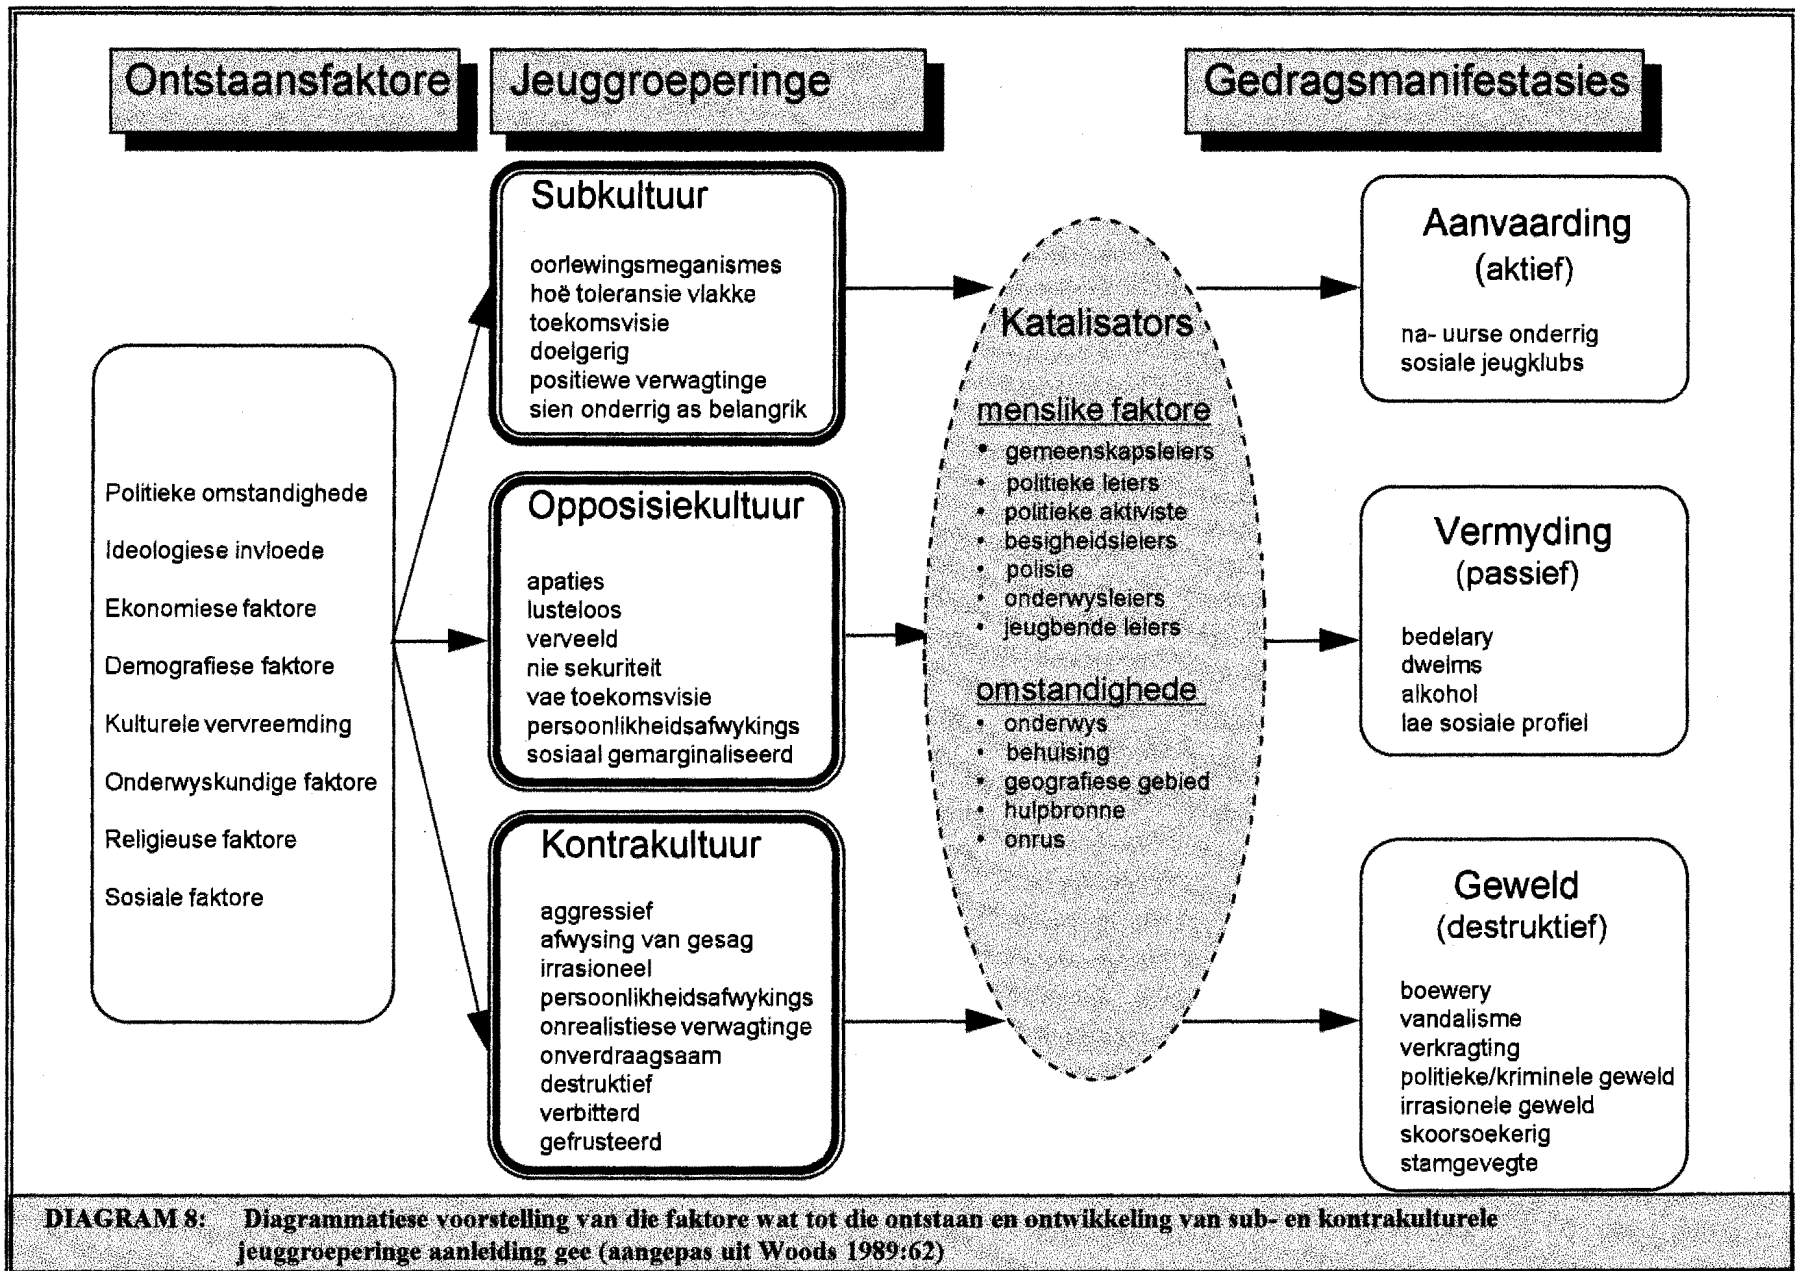 Ontstaansfaktore
Jeuggroeperinge
Gedragsmanifestasies
Politieke omstandighede
Ideologiese invloede
Ekonomiese faktore
Demografiese faktore
Kulturele vervreemding
Onderwyskundige faktore
Religieuse faktore
Sosiale faktore
Subkultuur
oorlewingsmeganismes
hoë toleransie vlakke
toekomsvisie
doelgerig
positiewe verwagtinge
sien onderrig as belangrik
Opposisiekultuur
apaties
lusteloos
verveeld
nie sekuriteit
vae toekomsvisie
persoonlikheidsafwykings
sosiaal gemarginaliseerd
Kontrakultuur
aggressief
afwysing van gesag
irrasioneel
persoonlikheidsafwykings
onrealistiese verwagtinge
onverdraagsaam
destruktief
verbitterd
gefrusteerd
Katalisators
menslike faktore
• gemeenskapsleiers
• politieke leiers
• politieke aktiviste
• besigheidsleiers
• polisie
• onderwysleiers
• jeugbende leiers
omstandighede
• onderwys
• behuising
• geografiese gebied
• hulpbronne
• onrus
Aanvaarding
(aktief)
na- uurse onderrig
sosiale jeugklubs
Vermyding
(passief)
bedelary
dwelms
alkohol
lae sosiale profiel
Geweld
(destruktief)
boewery
vandalisme
verkragting
politieke/kriminele geweld
irrasionele geweld
skoorsoekerig
stamgevegte
DIAGRAM 8: Diagrammatiese voorstelling van die faktore wat tot die ontstaan en ontwikkeling van sub- en kontrakulturele
jeuggroeperinge aanleiding gee (aangepas uit Woods 1989:62)